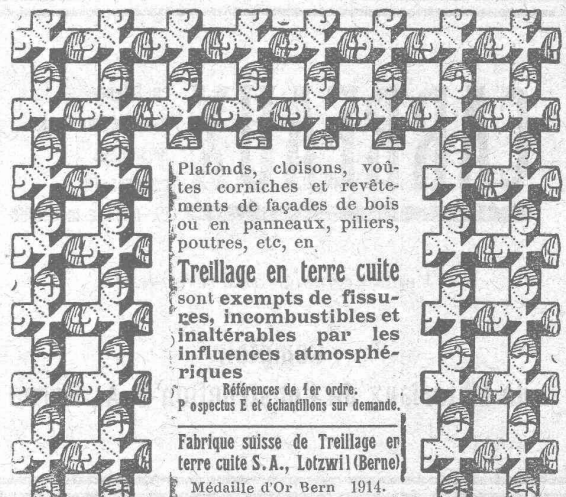 Plafonds, cloisons, voû-
tes corniches et revête-
ments de façades de bois
ou en panneaux, piliers,
poutres, etc, en
Treillage en terre cuite
sont exempts de fissu-
res, incombustibles et
inaltérables par les
influences atmosphé-
riques
Références de 1er ordre.
P ospectus E et échantillons sur demande.
Fabrique suisse de Treillage en
terre cuite S.A., Lotzwil (Berne)
Médaille d'Or Bern 1914.